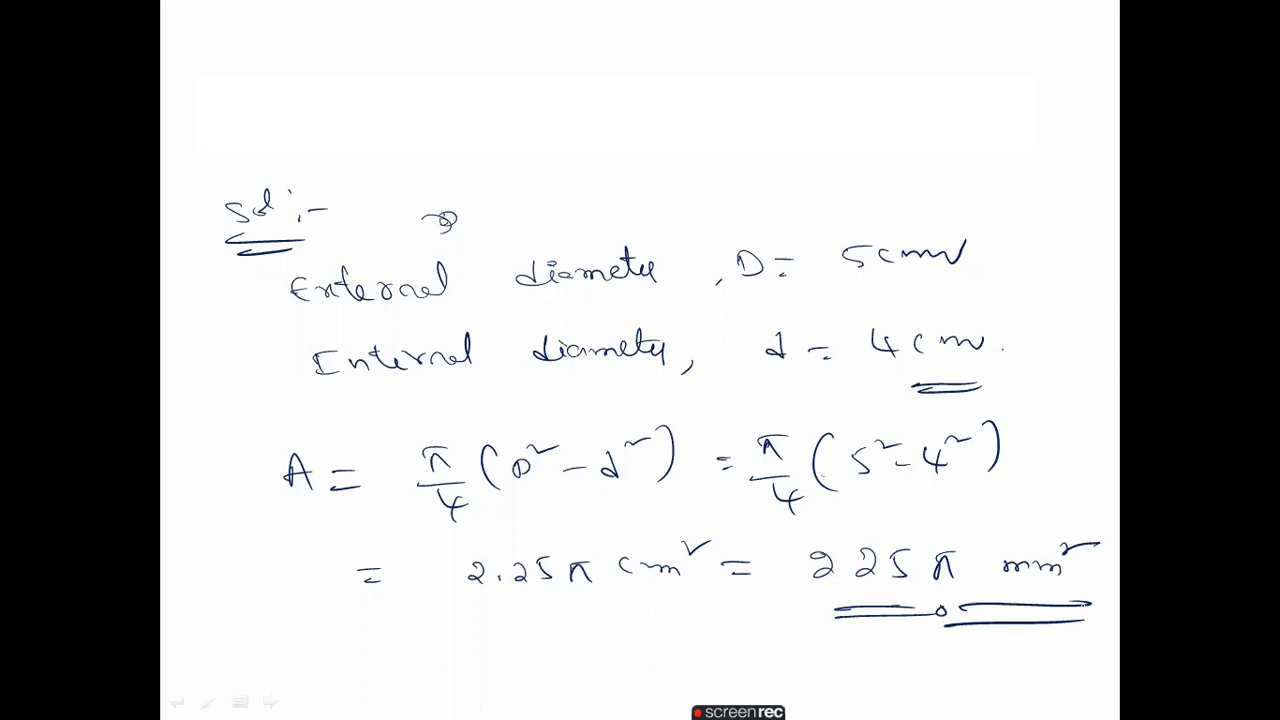 Sol :-
External diameter, D = 5cm
Internal diameter, d = 4cm.
A = π/4 (D² - d²) = π/4 (5² - 4²)
= 2.25π cm² = 225π mm²
screenrec